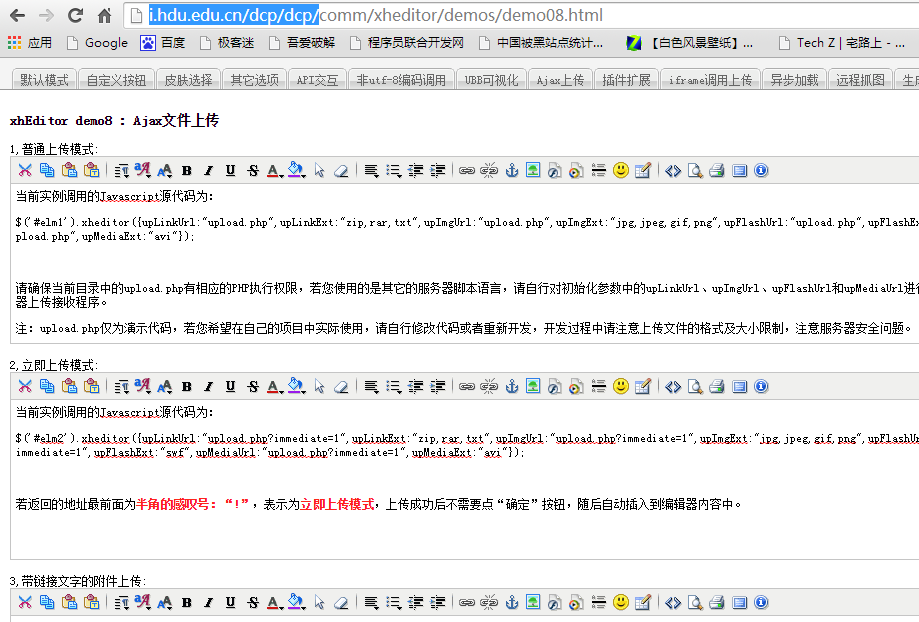 i.hdu.edu.cn/dcp/dcp/comm/xheditor/demos/demo08.html
应用 Google 百度 极客迷 吾爱破解 程序员联合开发网 中国被黑站点统计... 【白色风景壁纸】... Tech Z | 宅路上 - ...
默认模式 自定义按钮 皮肤选择 其它选项 API交互 非utf-8编码调用 UBB可视化 Ajax上传 插件扩展 iframe调用上传 异步加载 远程抓图 生成
xhEditor demo8 : Ajax文件上传
1,普通上传模式:
当前实例调用的Javascript源代码为:
$('#elm1').xheditor({upLinkUrl:"upload.php",upLinkExt:"zip,rar,txt",upImgUrl:"upload.php",upImgExt:"jpg,jpeg,gif,png",upFlashUrl:"upload.php",upFlashEx
pload.php",upMediaExt:"avi"});
请确保当前目录中的upload.php有相应的PHP执行权限，若您使用的是其它的服务器脚本语言，请自行对初始化参数中的upLinkUrl、upImgUrl、upFlashUrl和upMediaUrl进行
器上传接收程序。
注：upload.php仅为演示代码，若您希望在自己的项目中实际使用，请自行修改代码或者重新开发，开发过程中请注意上传文件的格式及大小限制，注意服务器安全问题。
2,立即上传模式:
当前实例调用的Javascript源代码为:
$('#elm2').xheditor({upLinkUrl:"upload.php?immediate=1",upLinkExt:"zip,rar,txt",upImgUrl:"upload.php?immediate=1",upImgExt:"jpg,jpeg,gif,png",upFlashUr
immediate=1",upFlashExt:"swf",upMediaUrl:"upload.php?immediate=1",upMediaExt:"avi"});
若返回的地址最前面为半角的感叹号：“!”，表示为立即上传模式，上传成功后不需要点“确定”按钮，随后自动插入到编辑器内容中。
3,带链接文字的附件上传: